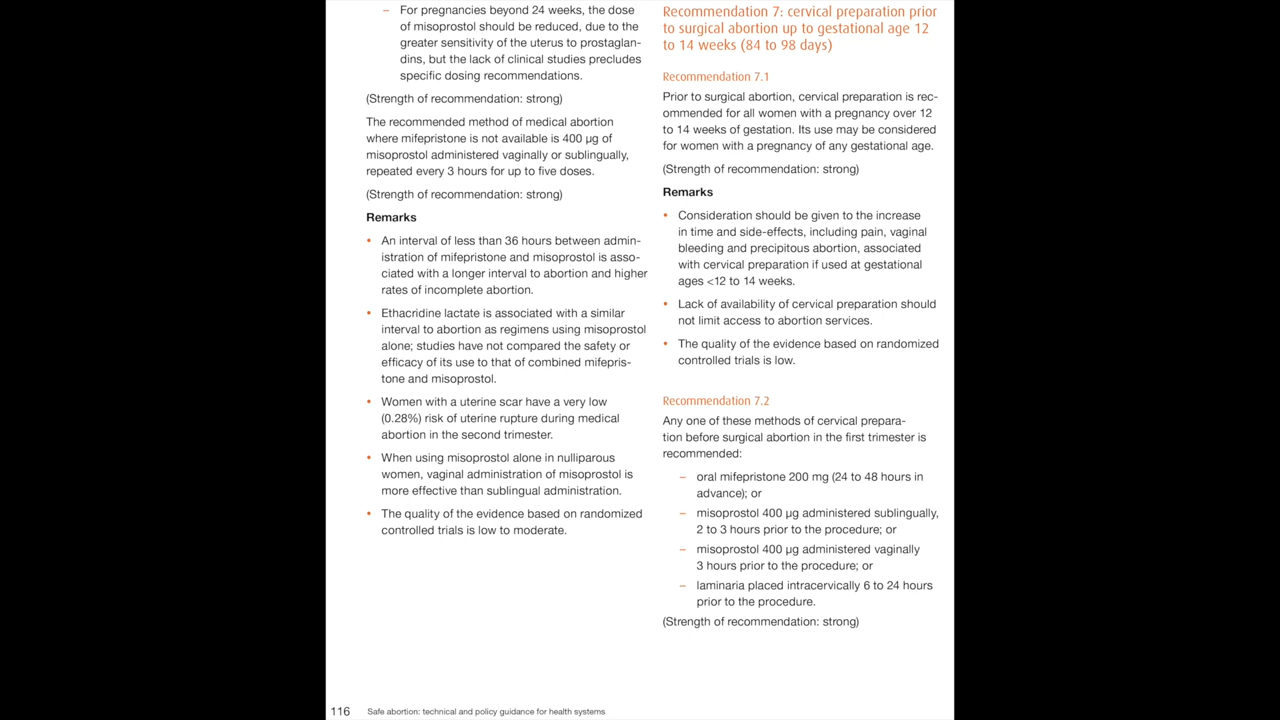 – For pregnancies beyond 24 weeks, the dose
of misoprostol should be reduced, due to the
greater sensitivity of the uterus to prostaglan-
dins, but the lack of clinical studies precludes
specific dosing recommendations.
(Strength of recommendation: strong)
The recommended method of medical abortion
where mifepristone is not available is 400 µg of
misoprostol administered vaginally or sublingually,
repeated every 3 hours for up to five doses.
(Strength of recommendation: strong)
Remarks
• An interval of less than 36 hours between admin-
istration of mifepristone and misoprostol is asso-
ciated with a longer interval to abortion and higher
rates of incomplete abortion.
• Ethacridine lactate is associated with a similar
interval to abortion as regimens using misoprostol
alone; studies have not compared the safety or
efficacy of its use to that of combined mifepris-
tone and misoprostol.
• Women with a uterine scar have a very low
(0.28%) risk of uterine rupture during medical
abortion in the second trimester.
• When using misoprostol alone in nulliparous
women, vaginal administration of misoprostol is
more effective than sublingual administration.
• The quality of the evidence based on randomized
controlled trials is low to moderate.
Recommendation 7: cervical preparation prior
to surgical abortion up to gestational age 12
to 14 weeks (84 to 98 days)
Recommendation 7.1
Prior to surgical abortion, cervical preparation is rec-
ommended for all women with a pregnancy over 12
to 14 weeks of gestation. Its use may be considered
for women with a pregnancy of any gestational age.
(Strength of recommendation: strong)
Remarks
• Consideration should be given to the increase
in time and side-effects, including pain, vaginal
bleeding and precipitous abortion, associated
with cervical preparation if used at gestational
ages <12 to 14 weeks.
• Lack of availability of cervical preparation should
not limit access to abortion services.
• The quality of the evidence based on randomized
controlled trials is low.
Recommendation 7.2
Any one of these methods of cervical prepara-
tion before surgical abortion in the first trimester is
recommended:
– oral mifepristone 200 mg (24 to 48 hours in
advance); or
– misoprostol 400 µg administered sublingually,
2 to 3 hours prior to the procedure; or
– misoprostol 400 µg administered vaginally
3 hours prior to the procedure; or
– laminaria placed intracervically 6 to 24 hours
prior to the procedure.
(Strength of recommendation: strong)
116 Safe abortion: technical and policy guidance for health systems